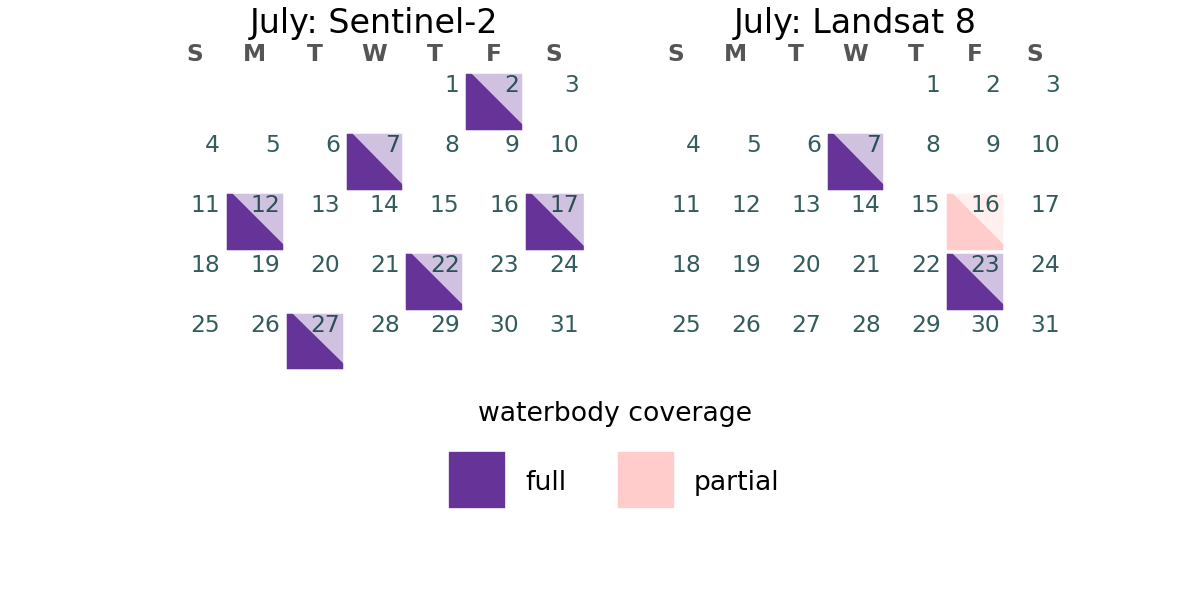 July: Sentinel-2
S M T W T F S
1 2 3
4 5 6 7 8 9 10
11 12 13 14 15 16 17
18 19 20 21 22 23 24
25 26 27 28 29 30 31
July: Landsat 8
S M T W T F S
1 2 3
4 5 6 7 8 9 10
11 12 13 14 15 16 17
18 19 20 21 22 23 24
25 26 27 28 29 30 31
waterbody coverage
full partial